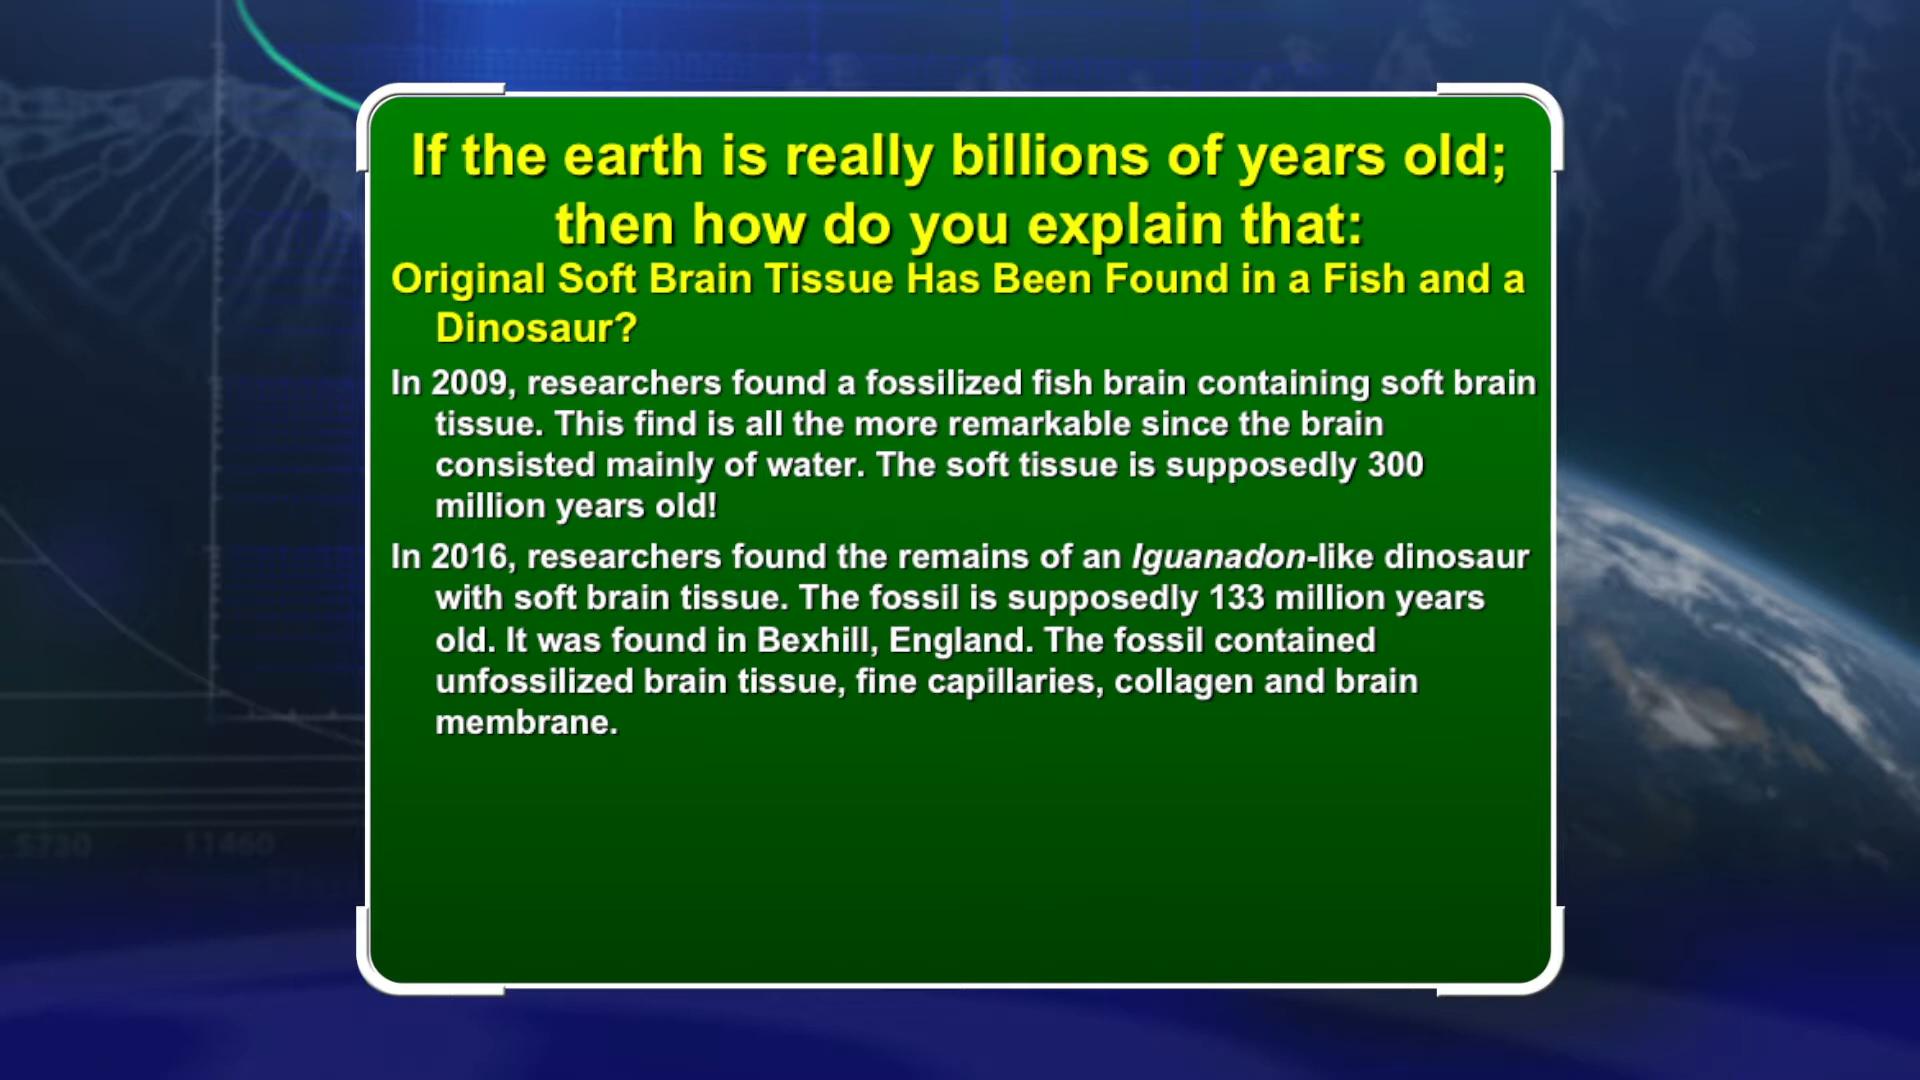 If the earth is really billions of years old;
then how do you explain that:
Original Soft Brain Tissue Has Been Found in a Fish and a
Dinosaur?
In 2009, researchers found a fossilized fish brain containing soft brain
tissue. This find is all the more remarkable since the brain
consisted mainly of water. The soft tissue is supposedly 300
million years old!
In 2016, researchers found the remains of an Iguanadon-like dinosaur
with soft brain tissue. The fossil is supposedly 133 million years
old. It was found in Bexhill, England. The fossil contained
unfossilized brain tissue, fine capillaries, collagen and brain
membrane.
5730 11460